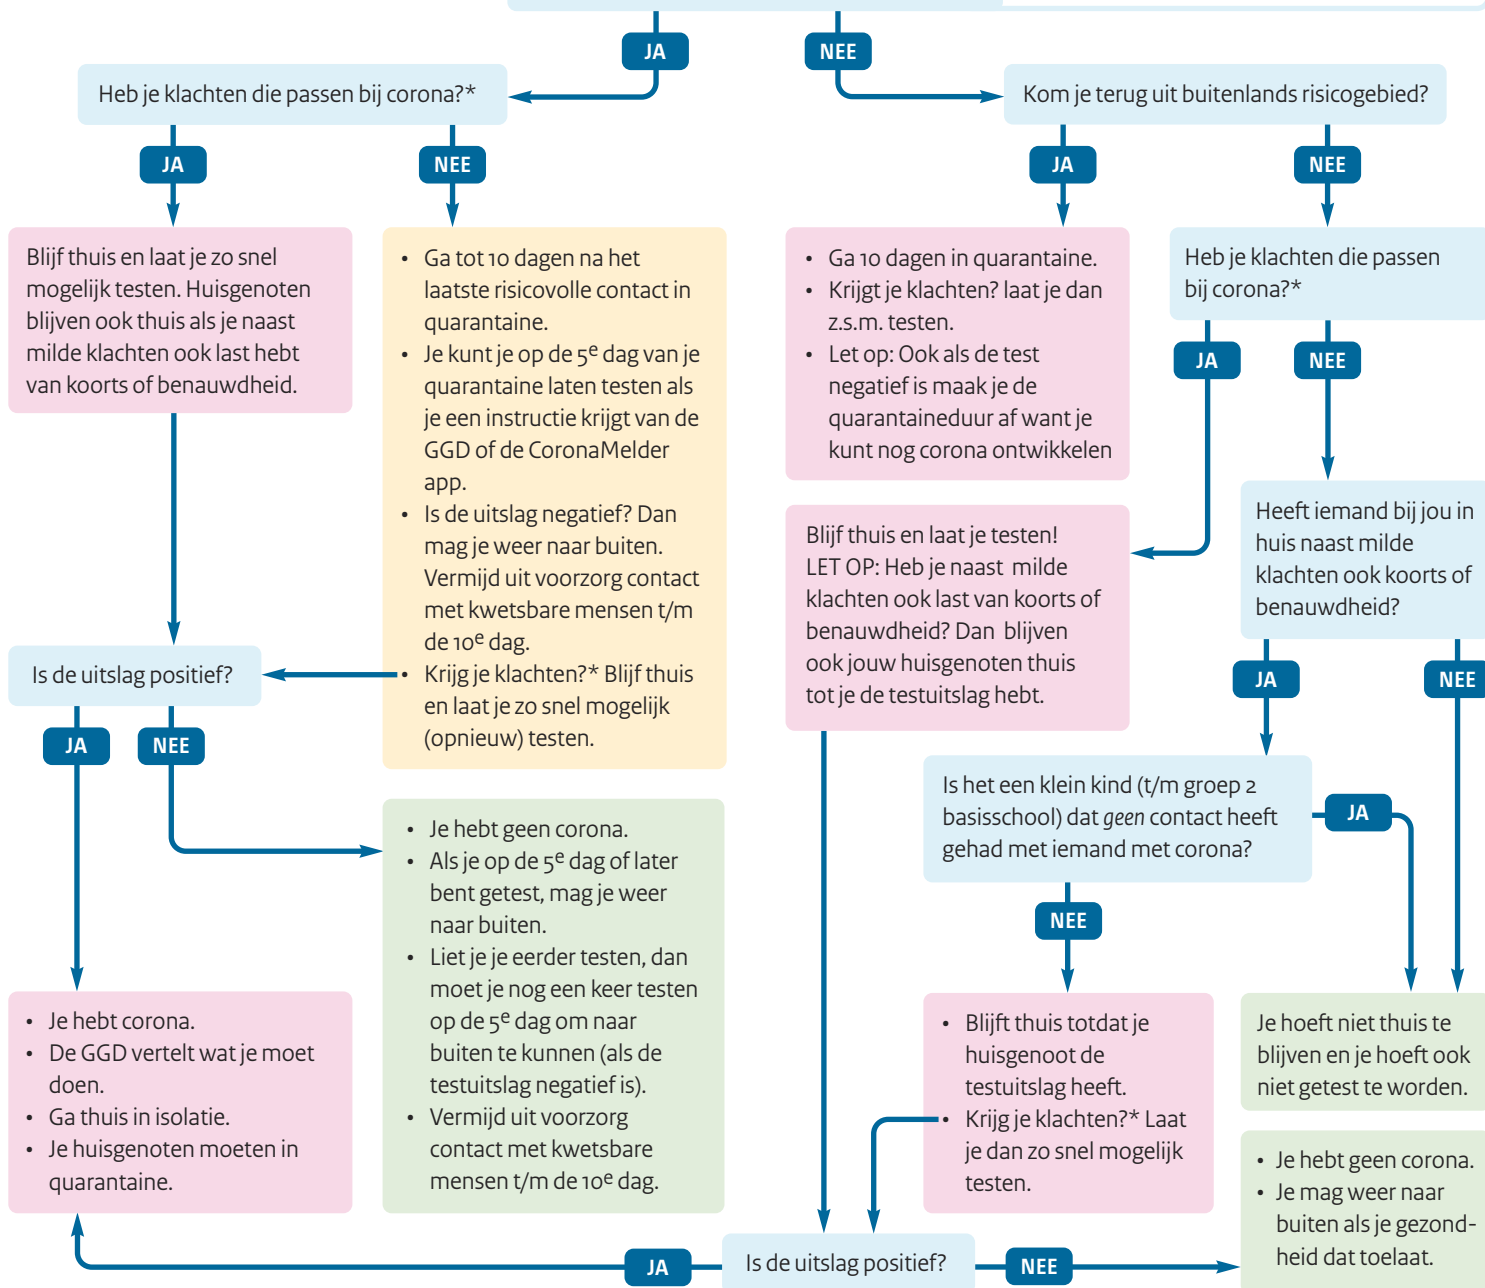 JA
NEE
Heb je klachten die passen bij corona?*
Kom je terug uit buitenlands risicogebied?
JA
NEE
JA
NEE
Blijf thuis en laat je zo snel
mogelijk testen. Huisgenoten
blijven ook thuis als je naast
milde klachten ook last hebt
van koorts of benauwdheid.
• Ga tot 10 dagen na het
laatste risicovolle contact in
quarantaine.
• Je kunt je op de 5e dag van je
quarantaine laten testen als
je een instructie krijgt van de
GGD of de CoronaMelder
app.
• Is de uitslag negatief? Dan
mag je weer naar buiten.
Vermijd uit voorzorg contact
met kwetsbare mensen t/m
de 10e dag.
• Krijg je klachten?* Blijf thuis
en laat je zo snel mogelijk
(opnieuw) testen.
• Ga 10 dagen in quarantaine.
• Krijgt je klachten? laat je dan
z.s.m. testen.
• Let op: Ook als de test
negatief is maak je de
quarantaineduur af want je
kunt nog corona ontwikkelen
Heb je klachten die passen
bij corona?*
JA
NEE
Blijf thuis en laat je testen!
LET OP: Heb je naast milde
klachten ook last van koorts of
benauwdheid? Dan blijven
ook jouw huisgenoten thuis
tot je de testuitslag hebt.
Heeft iemand bij jou in
huis naast milde
klachten ook koorts of
benauwdheid?
Is de uitslag positief?
JA
NEE
JA
NEE
Is het een klein kind (t/m groep 2
basisschool) dat geen contact heeft
gehad met iemand met corona?
JA
NEE
• Je hebt geen corona.
• Als je op de 5e dag of later
bent getest, mag je weer
naar buiten.
• Liet je je eerder testen, dan
moet je nog een keer testen
op de 5e dag om naar
buiten te kunnen (als de
testuitslag negatief is).
• Vermijd uit voorzorg
contact met kwetsbare
mensen t/m de 10e dag.
• Je hebt corona.
• De GGD vertelt wat je moet
doen.
• Ga thuis in isolatie.
• Je huisgenoten moeten in
quarantaine.
• Blijft thuis totdat je
huisgenoot de
testuitslag heeft.
• Krijg je klachten?* Laat
je dan zo snel mogelijk
testen.
Je hoeft niet thuis te
blijven en je hoeft ook
niet getest te worden.
• Je hebt geen corona.
• Je mag weer naar
buiten als je gezond-
heid dat toelaat.
JA
Is de uitslag positief?
NEE